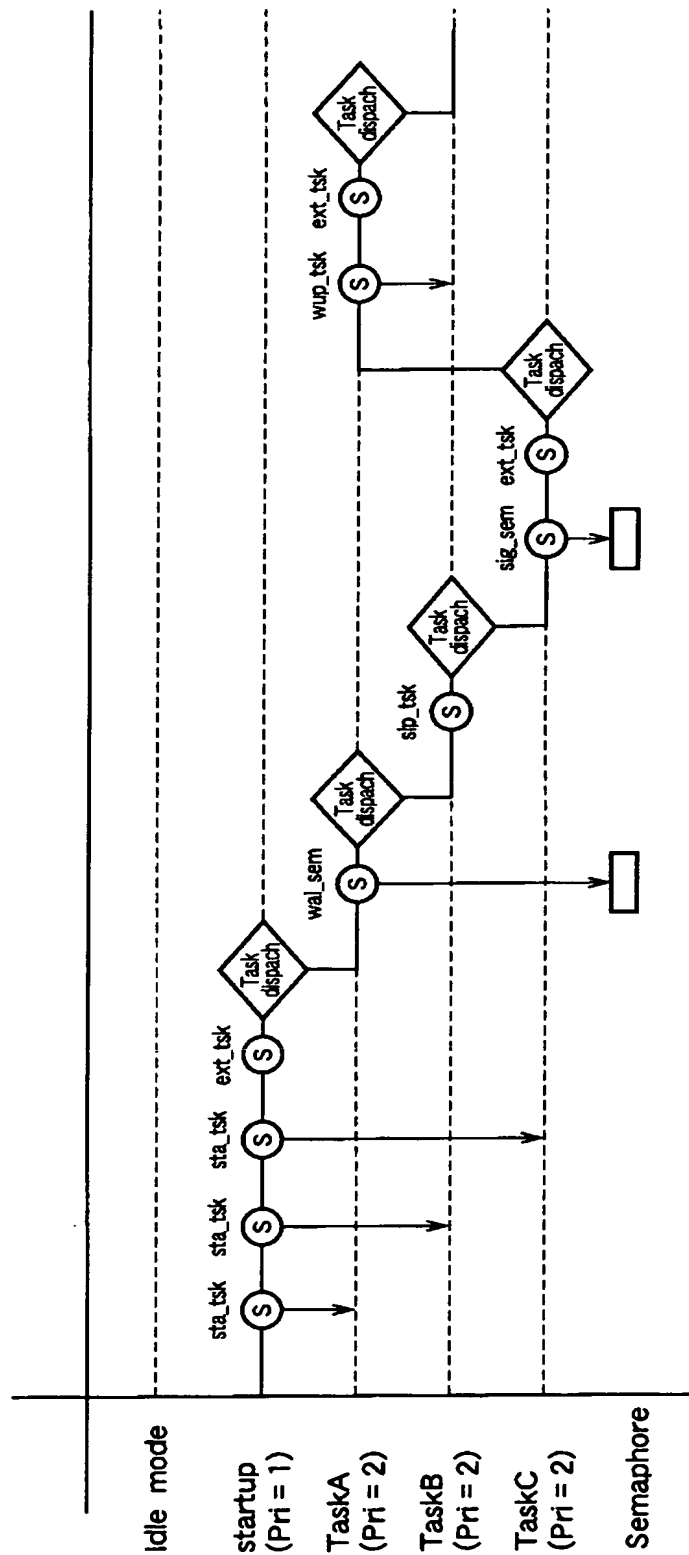 Idle mode
startup
(Pri = 1)
TaskA
(Pri = 2)
TaskB
(Pri = 2)
TaskC
(Pri = 2)
Semaphore
sta_tsk
sta_tsk
sta_tsk
ext_tsk
S
S
S
S
Task
dispach
wal_sem
S
Task
dispach
slp_tsk
S
Task
dispach
sig_sem
ext_tsk
S
S
Task
dispach
wup_tsk
ext_tsk
S
S
Task
dispach